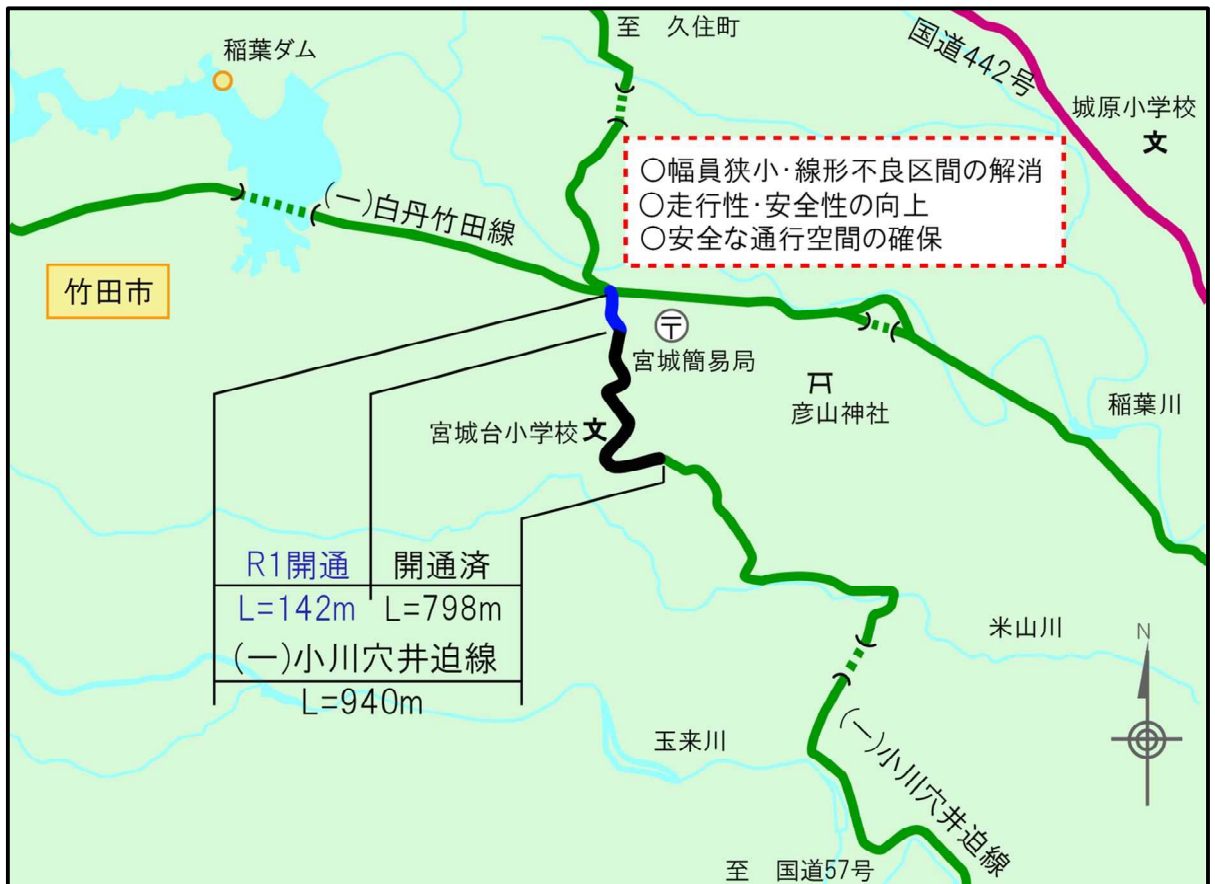 至 久住町
稲葉ダム
国道442号
城原小学校
文
○幅員狭小・線形不良区間の解消
○走行性・安全性の向上
○安全な通行空間の確保
(一)白丹竹田線
竹田市
〒
宮城簡易局
彦山神社
稲葉川
宮城台小学校文
R1開通 開通済
L=142m L=798m
(一)小川穴井迫線
L=940m
米山川
N
玉来川
(一)小川穴井迫線
至 国道57号